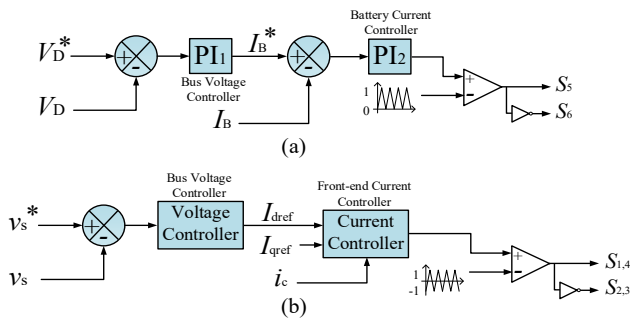 Battery Current
Controller
V_D* + - PI₁ I_B* + - PI₂
Bus Voltage
Controller
1
0
+
-
S₅
S₆
V_D
I_B
(a)
Bus Voltage
Controller
Front-end Current
Controller
v_s* + - Voltage
Controller
I_dref
I_qref
Current
Controller
1
-1
+
-
S₁,₄
S₂,₃
v_s
i_c
(b)